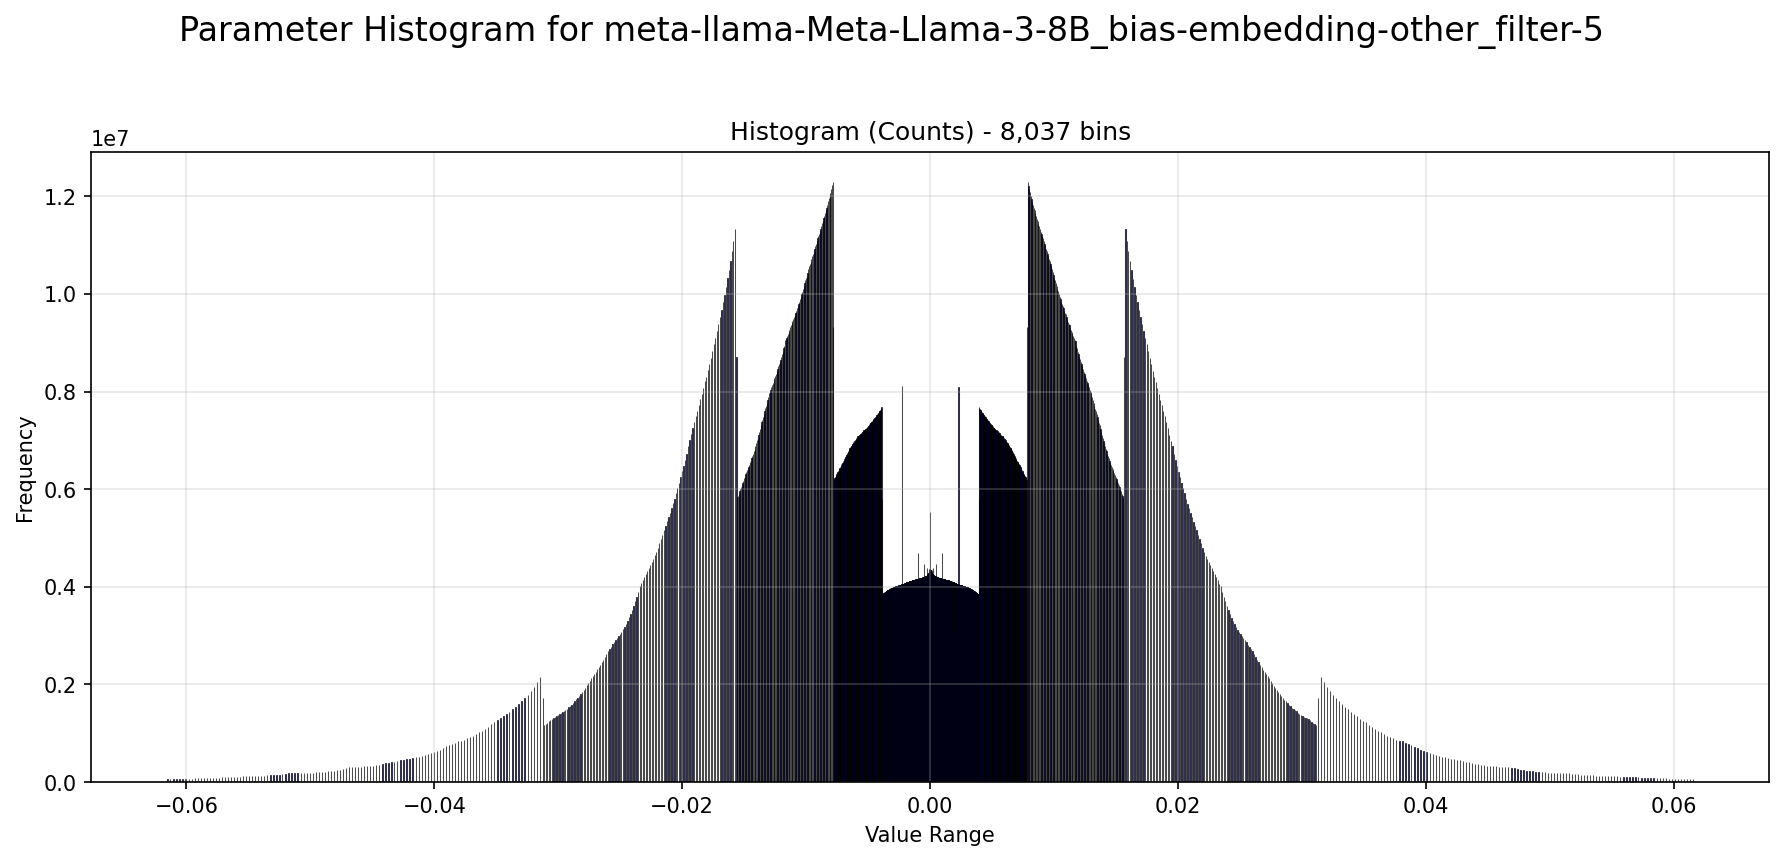 Parameter Histogram for meta-llama-Meta-Llama-3-8B_bias-embedding-other_filter-5
Histogram (Counts) - 8,037 bins
1e7
1.2
1.0
0.8
0.6
0.4
0.2
0.0
Frequency
−0.06 −0.04 −0.02 0.00 0.02 0.04 0.06
Value Range